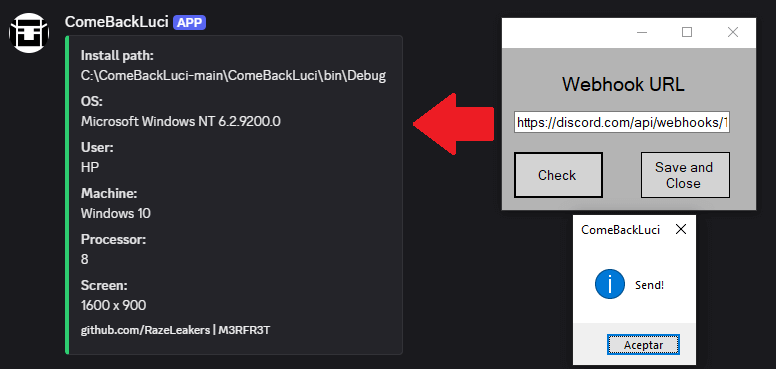 ComeBackLuci APP
Install path:
C:\ComeBackLuci-main\ComeBackLuci\bin\Debug
OS:
Microsoft Windows NT 6.2.9200.0
User:
HP
Machine:
Windows 10
Processor:
8
Screen:
1600 x 900
github.com/RazeLeakers | M3RFR3T
Webhook URL
https://discord.com/api/webhooks/1
Check
Save and
Close
ComeBackLuci
i
Send!
Aceptar